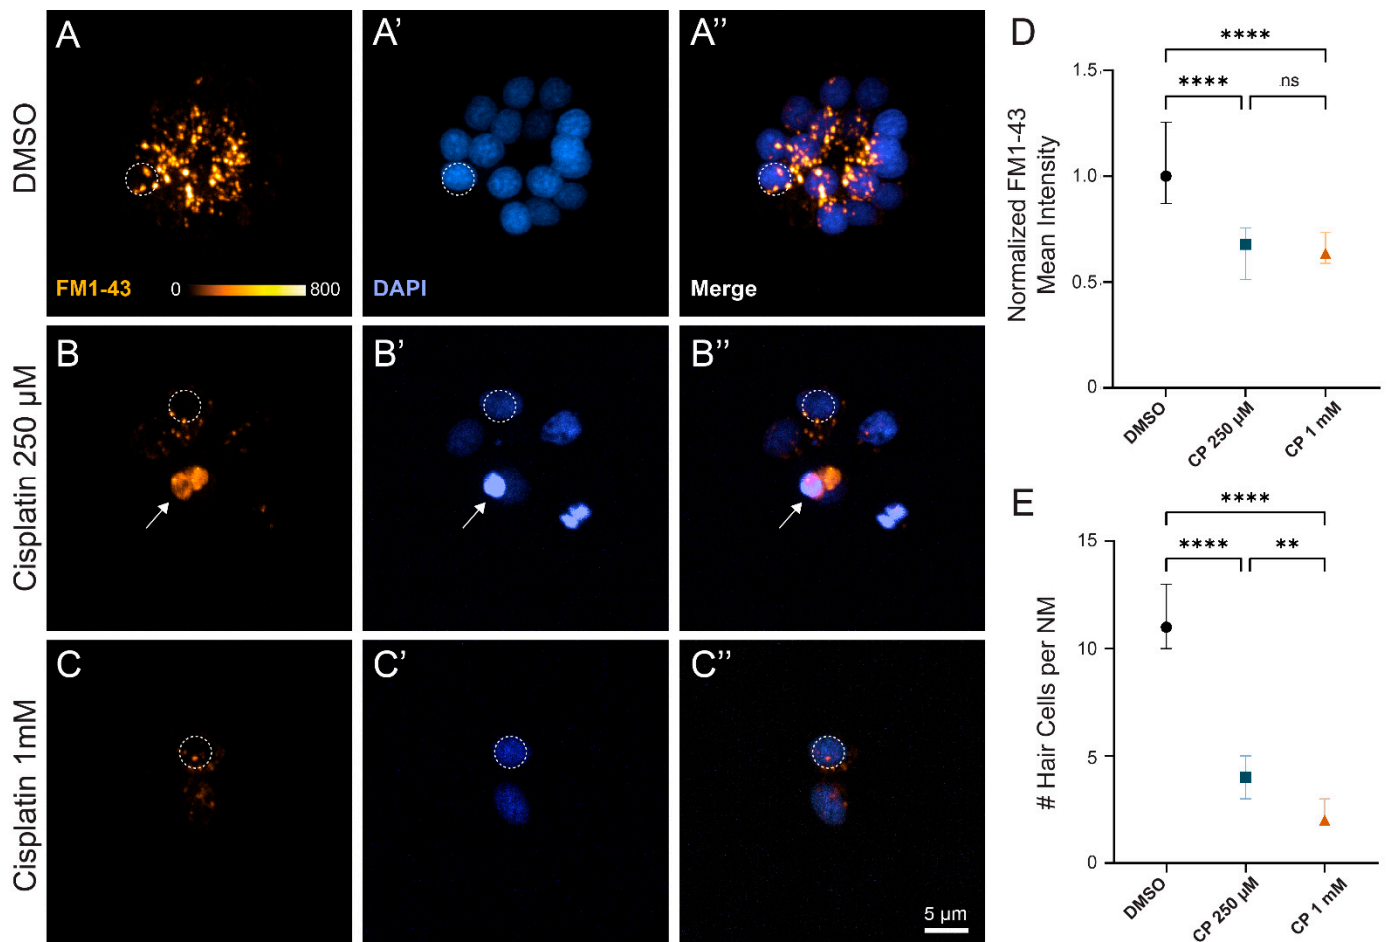 A
A'
A''
DMSO
FM1-43
0
800
DAPI
Merge
B
B'
B''
Cisplatin 250 µM
C
C'
C''
Cisplatin 1mM
5 µm
D
****
****
ns
1.5
1.0
0.5
0
Normalized FM1-43
Mean Intensity
DMSO
CP 250 µM
CP 1 mM
E
****
****
**
15
10
5
0
# Hair Cells per NM
DMSO
CP 250 µM
CP 1 mM